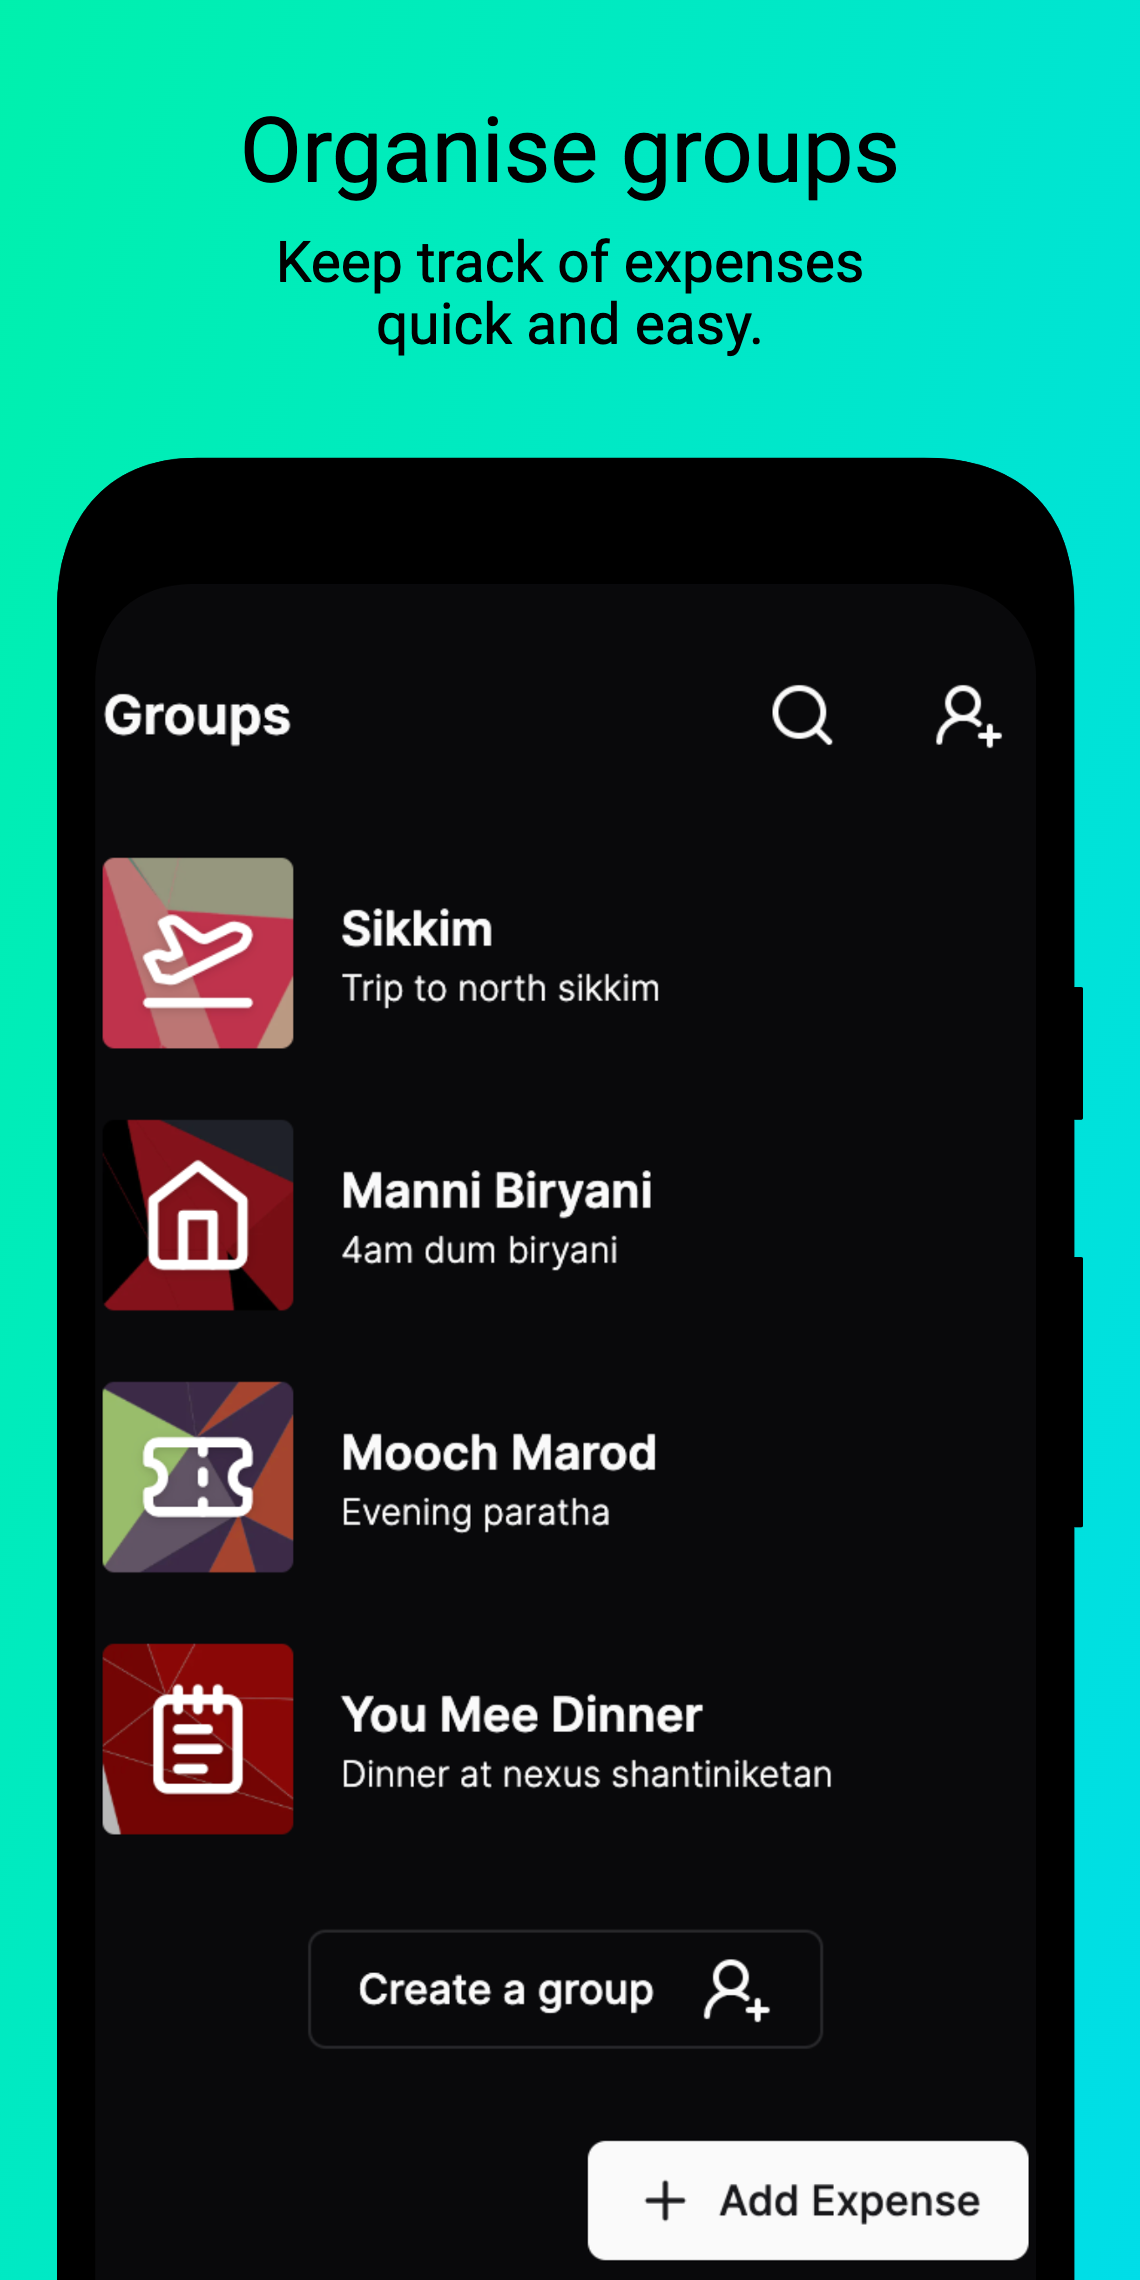 Organise groups
Keep track of expenses
quick and easy.
Groups
Sikkim
Trip to north sikkim
Manni Biryani
4am dum biryani
Mooch Marod
Evening paratha
You Mee Dinner
Dinner at nexus shantiniketan
Create a group
Add Expense